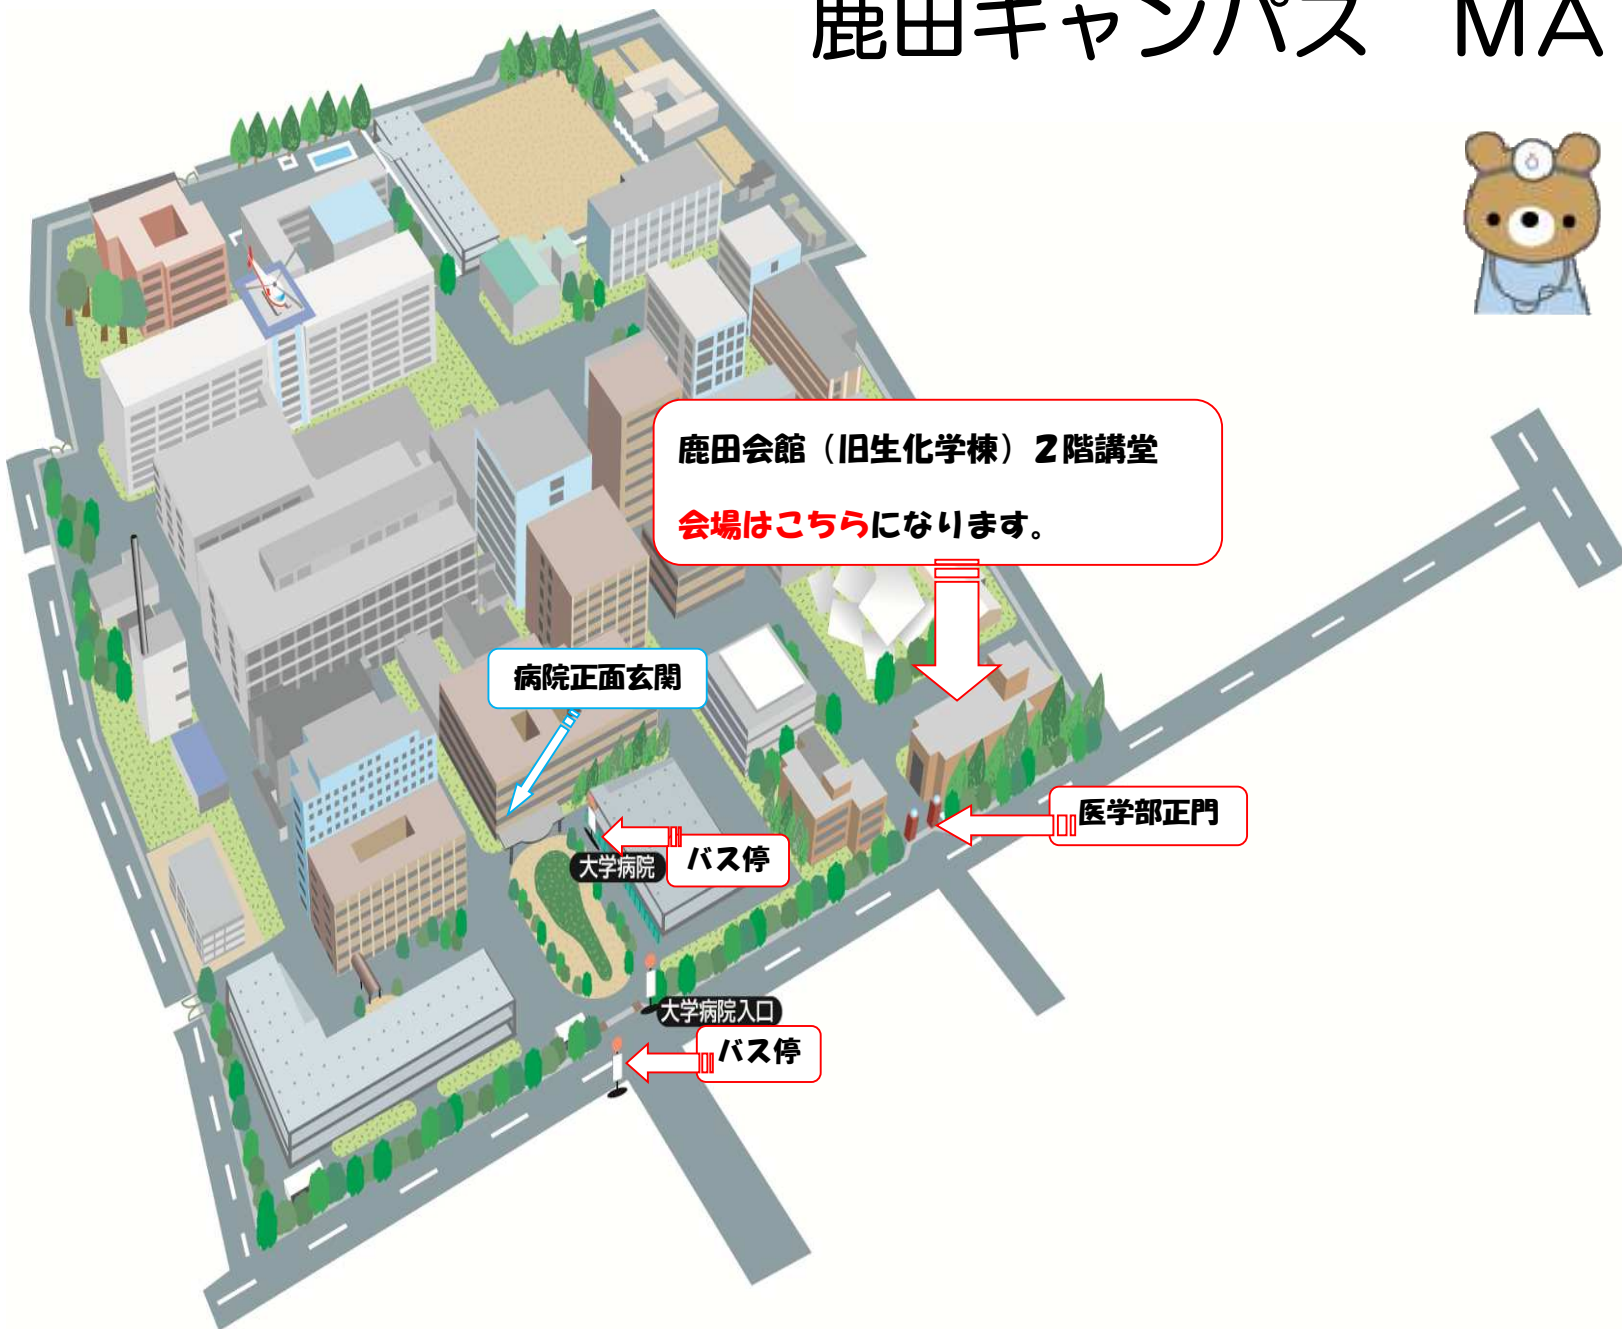 鹿田キャンパス　MA
鹿田会館（旧生化学棟）２階講堂
会場はこちらになります。
病院正面玄関
医学部正門
バス停
大学病院
大学病院入口
バス停